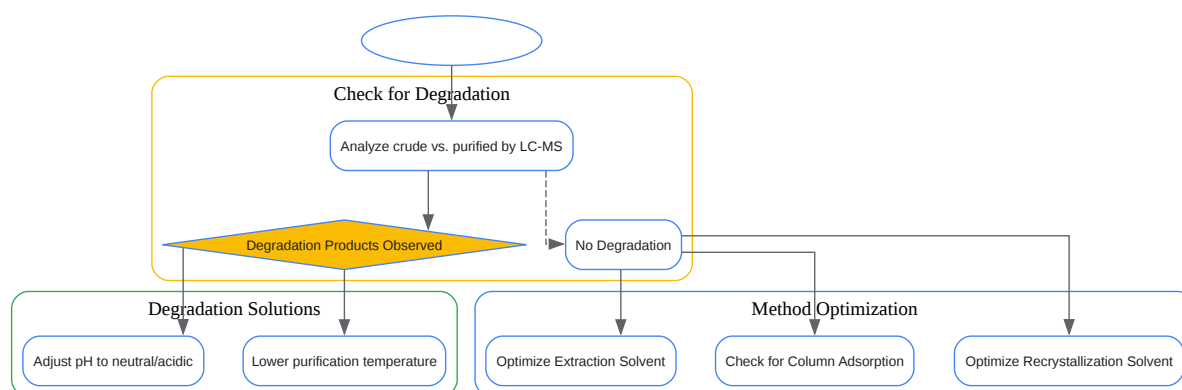 Check for Degradation
Analyze crude vs. purified by LC-MS
Degradation Products Observed
No Degradation
Degradation Solutions
Method Optimization
Adjust pH to neutral/acidic
Lower purification temperature
Optimize Extraction Solvent
Check for Column Adsorption
Optimize Recrystallization Solvent